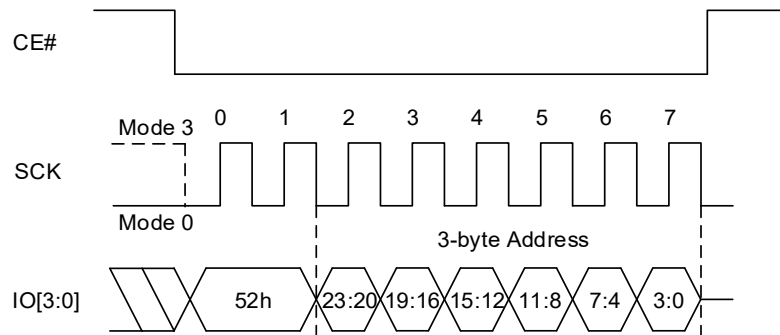 CE#
Mode 3
0 1 2 3 4 5 6 7
SCK
Mode 0
3-byte Address
IO[3:0]
52h 23:20 19:16 15:12 11:8 7:4 3:0